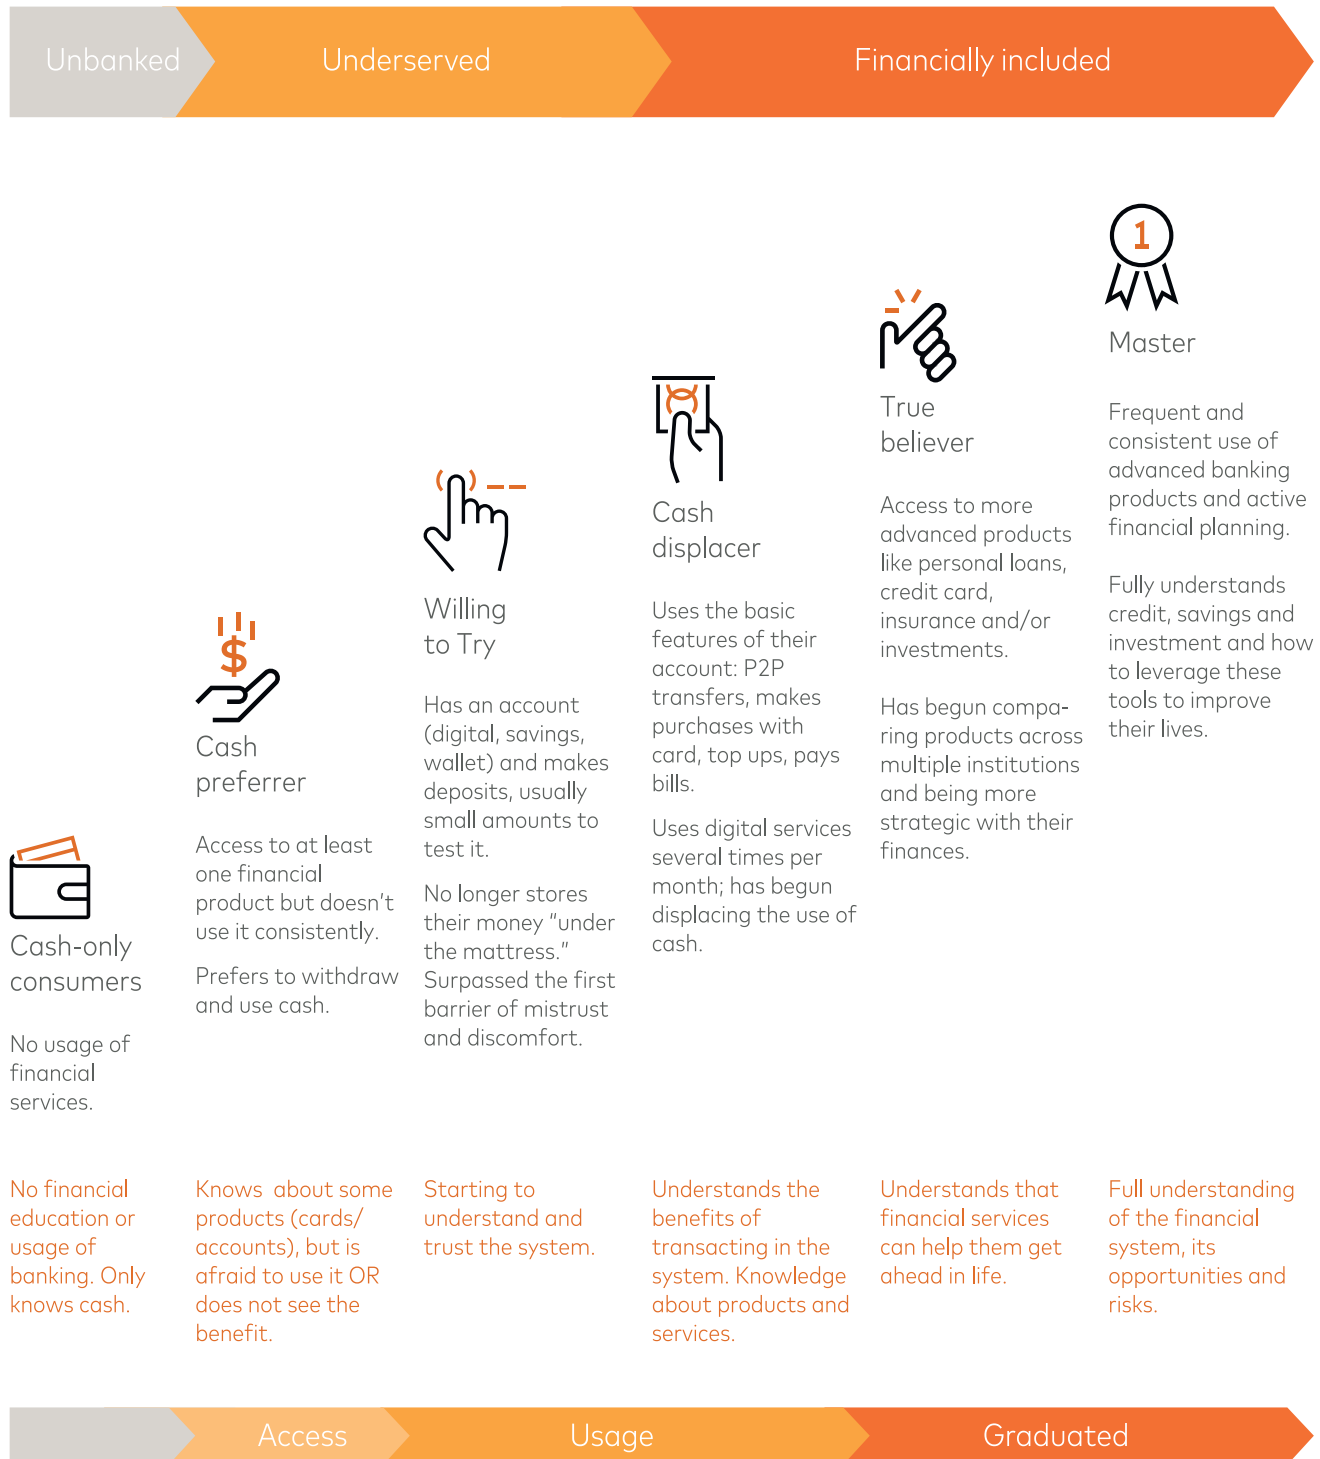 Unbanked
Underserved
Financially included
Cash-only
consumers
No usage of
financial
services.
No financial
education or
usage of
banking. Only
knows cash.
$
Cash
preferrer
Access to at least
one financial
product but doesn't
use it consistently.
Prefers to withdraw
and use cash.
Knows about some
products (cards/
accounts), but is
afraid to use it OR
does not see the
benefit.
Willing
to Try
Has an account
(digital, savings,
wallet) and makes
deposits, usually
small amounts to
test it.
No longer stores
their money “under
the mattress.”
Surpassed the first
barrier of mistrust
and discomfort.
Starting to
understand and
trust the system.
Cash
displacer
Uses the basic
features of their
account: P2P
transfers, makes
purchases with
card, top ups, pays
bills.
Uses digital services
several times per
month; has begun
displacing the use of
cash.
Understands the
benefits of
transacting in the
system. Knowledge
about products and
services.
True
believer
Access to more
advanced products
like personal loans,
credit card,
insurance and/or
investments.
Has begun compa-
ring products across
multiple institutions
and being more
strategic with their
finances.
Understands that
financial services
can help them get
ahead in life.
1
Master
Frequent and
consistent use of
advanced banking
products and active
financial planning.
Fully understands
credit, savings and
investment and how
to leverage these
tools to improve
their lives.
Full understanding
of the financial
system, its
opportunities and
risks.
Access
Usage
Graduated